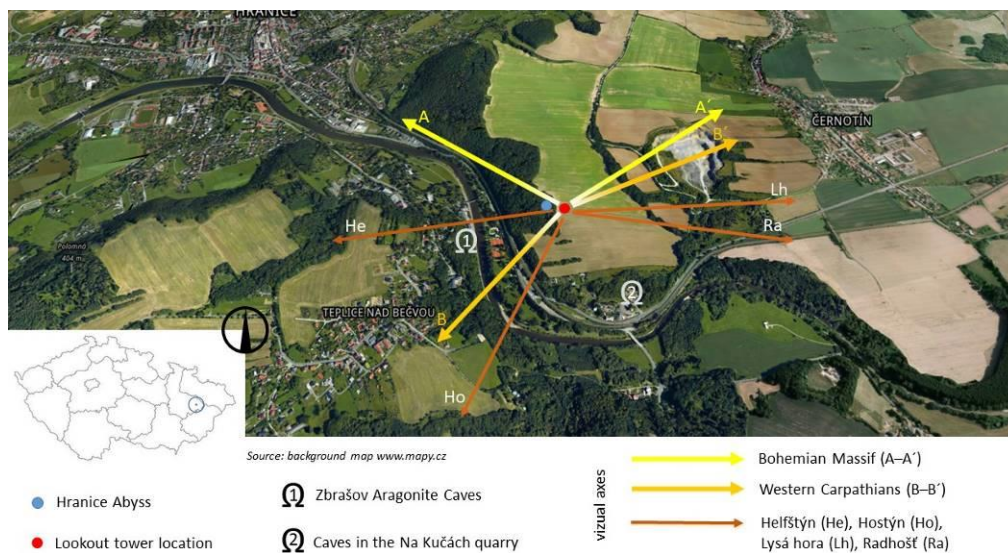 HRANICE
A
A´
B´
ČERNOTÍN
Lh
He
Ra
1
Polomná
404 m
2
TEPLICE NAD BEČVOU
B
Ho
Source: background map www.mapy.cz
Hranice Abyss
Lookout tower location
1 Zbrašov Aragonite Caves
2 Caves in the Na Kučách quarry
vizual axes
Bohemian Massif (A–A´)
Western Carpathians (B–B´)
Helfštýn (He), Hostýn (Ho),
Lysá hora (Lh), Radhošť (Ra)